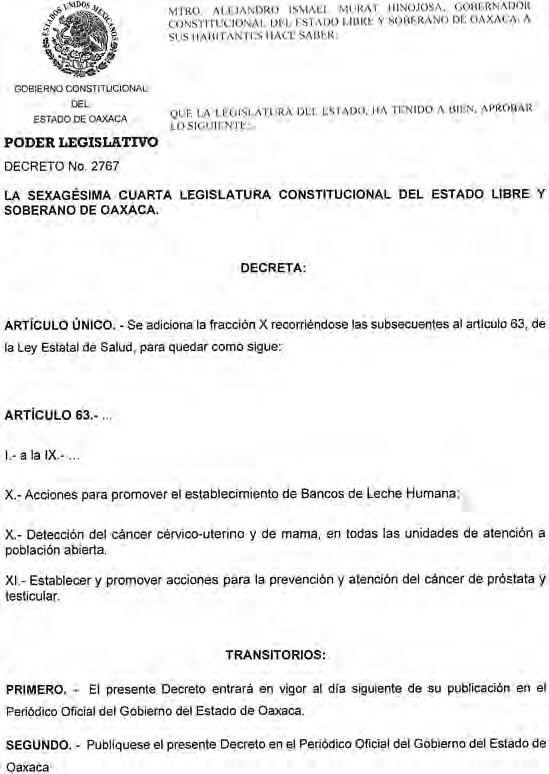 ESTADOS UNIDOS MEXICANOS
MTRO. ALEJANDRO ISMAEL MURAT HINOJOSA, GOBERNADOR
CONSTITUCIONAL DEL ESTADO LIBRE Y SOBERANO DE OAXACA, A
SUS HABITANTES HACE SABER:
GOBIERNO CONSTITUCIONAL
DEL
ESTADO DE OAXACA
QUE LA LEGISLATURA DEL ESTADO, HA TENIDO A BIEN, APROBAR
LO SIGUIENTE:
PODER LEGISLATIVO
DECRETO No. 2767
LA SEXAGÉSIMA CUARTA LEGISLATURA CONSTITUCIONAL DEL ESTADO LIBRE Y
SOBERANO DE OAXACA.
DECRETA:
ARTÍCULO ÚNICO. - Se adiciona la fracción X recorriéndose las subsecuentes al artículo 63, de
la Ley Estatal de Salud, para quedar como sigue:
ARTÍCULO 63.- ...
I.- a la IX.- ...
X.- Acciones para promover el establecimiento de Bancos de Leche Humana;
X.- Detección del cáncer cérvico-uterino y de mama, en todas las unidades de atención a
población abierta.
XI.- Establecer y promover acciones para la prevención y atención del cáncer de próstata y
testicular.
TRANSITORIOS:
PRIMERO. - El presente Decreto entrará en vigor al día siguiente de su publicación en el
Periódico Oficial del Gobierno del Estado de Oaxaca.
SEGUNDO. - Publíquese el presente Decreto en el Periódico Oficial del Gobierno del Estado de
Oaxaca